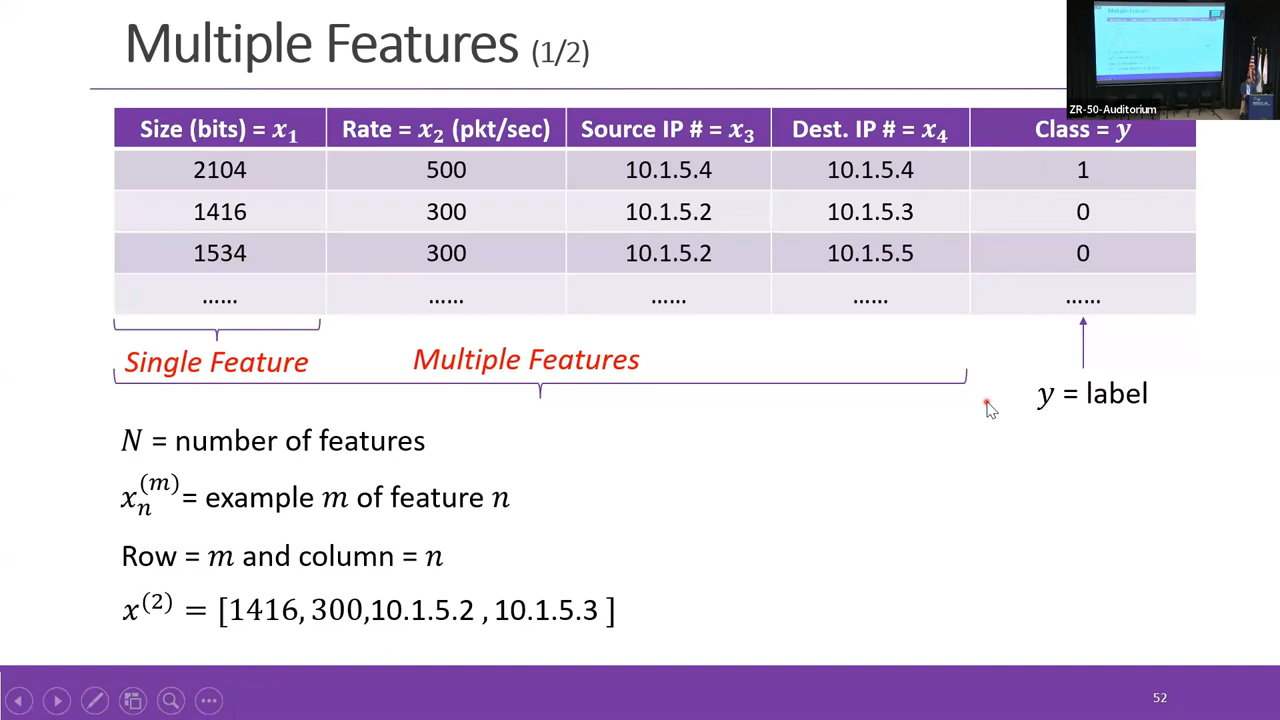 Multiple Features (1/2)
ZR-50-Auditorium
Size (bits) = x₁ Rate = x₂ (pkt/sec) Source IP # = x₃ Dest. IP # = x₄ Class = y
2104 500 10.1.5.4 10.1.5.4 1
1416 300 10.1.5.2 10.1.5.3 0
1534 300 10.1.5.2 10.1.5.5 0
...... ...... ...... ...... ......
Single Feature Multiple Features
y = label
N = number of features
xₙ⁽ᵐ⁾= example m of feature n
Row = m and column = n
x⁽²⁾ = [1416, 300,10.1.5.2 , 10.1.5.3 ]
52